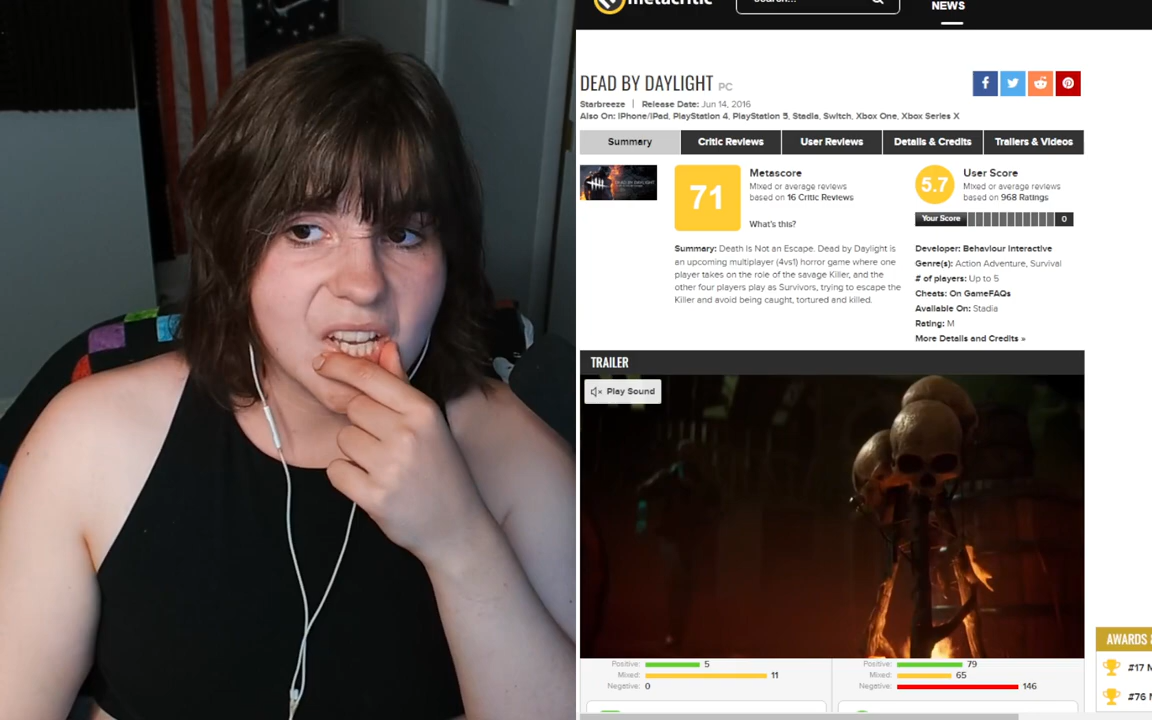 metacritic
Search...
NEWS
DEAD BY DAYLIGHT PC
Starbreeze | Release Date: Jun 14, 2016
Also On: iPhone/iPad, PlayStation 4, PlayStation 5, Stadia, Switch, Xbox One, Xbox Series X
Summary
Critic Reviews
User Reviews
Details & Credits
Trailers & Videos
DEAD BY DAYLIGHT
71
Metascore
Mixed or average reviews
based on 16 Critic Reviews
What's this?
Summary: Death Is Not an Escape. Dead by Daylight is
an upcoming multiplayer (4vs1) horror game where one
player takes on the role of the savage Killer, and the
other four players play as Survivors, trying to escape the
Killer and avoid being caught, tortured and killed.
5.7
User Score
Mixed or average reviews
based on 968 Ratings
Your Score
0
Developer: Behaviour Interactive
Genre(s): Action Adventure, Survival
# of players: Up to 5
Cheats: On GameFAQs
Available On: Stadia
Rating: M
More Details and Credits »
TRAILER
Play Sound
Positive: 5
Mixed: 11
Negative: 0
Positive: 79
Mixed: 65
Negative: 146
AWARDS
#17
#76